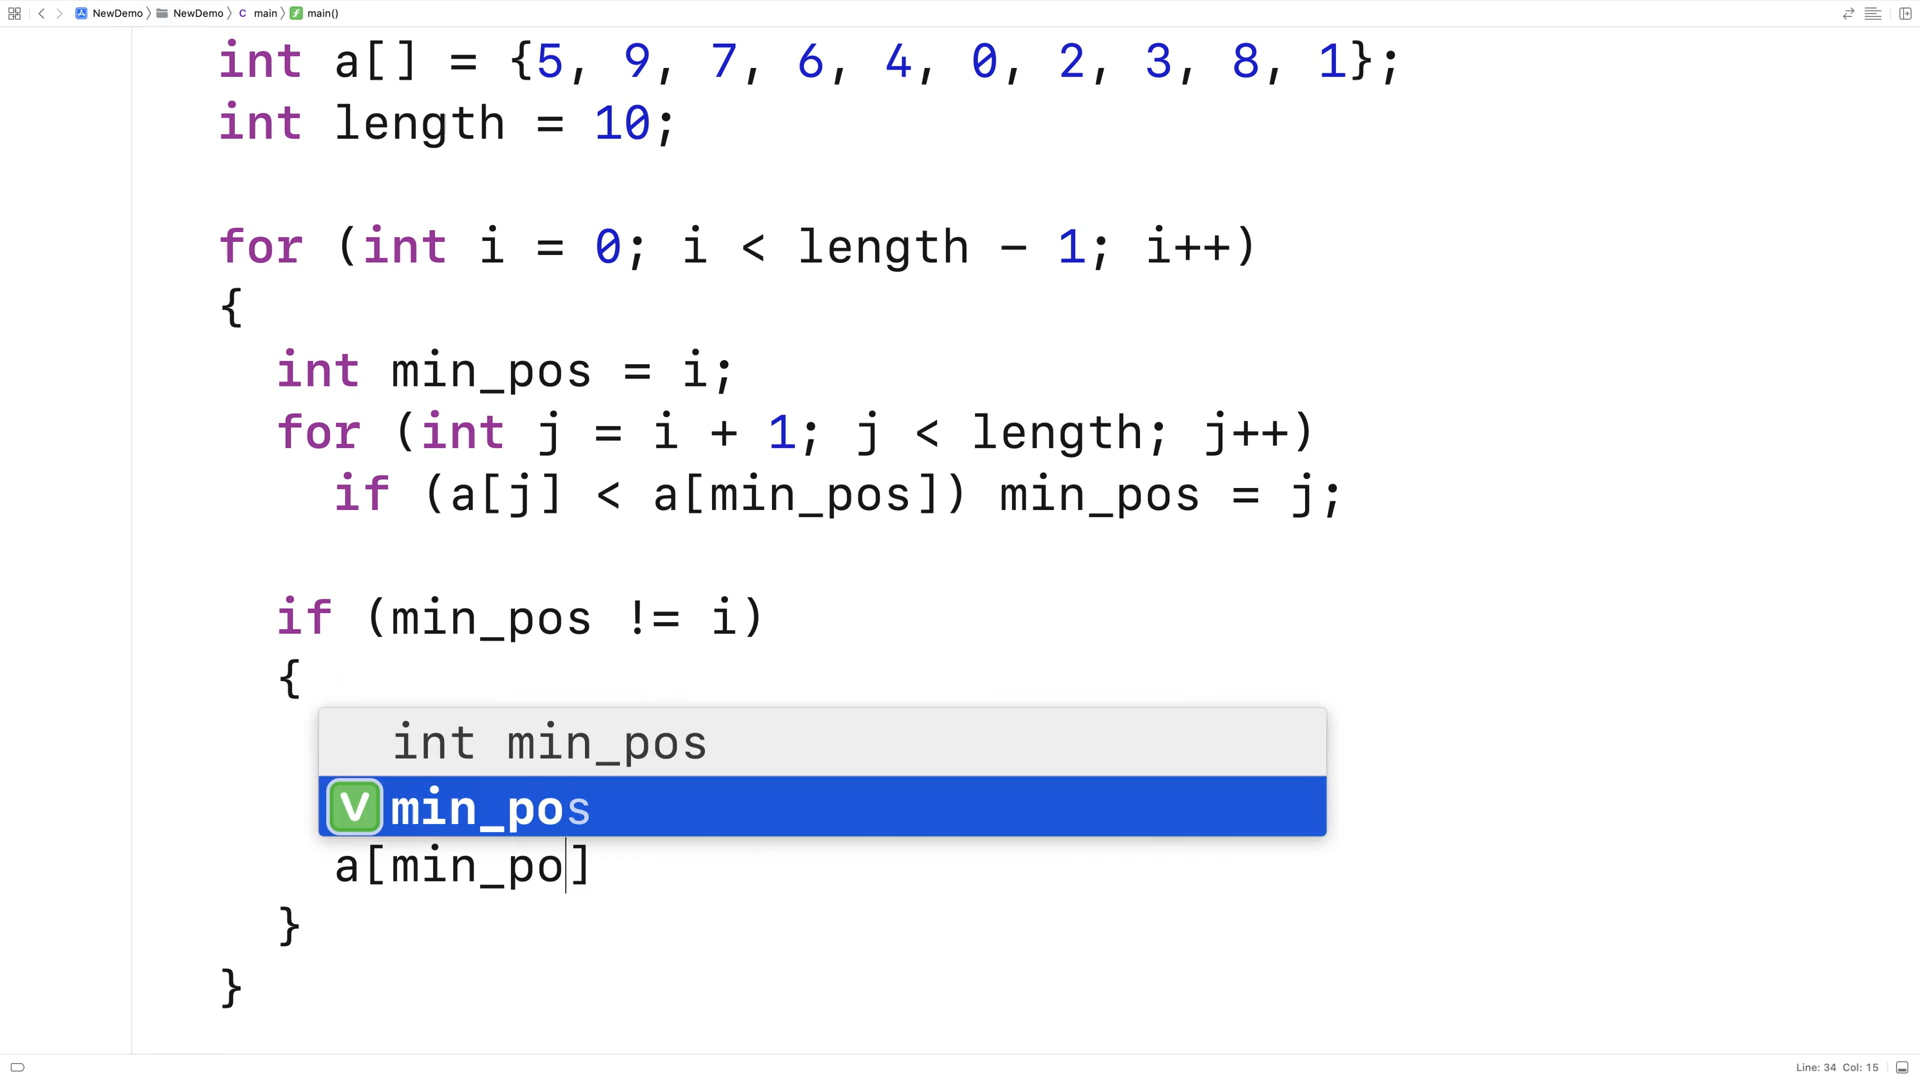 NewDemo NewDemo C main f main()
int a[] = {5, 9, 7, 6, 4, 0, 2, 3, 8, 1};
int length = 10;
for (int i = 0; i < length - 1; i++)
{
int min_pos = i;
for (int j = i + 1; j < length; j++)
if (a[j] < a[min_pos]) min_pos = j;
if (min_pos != i)
{
int min_pos
V min_pos
a[min_po]
}
}
Line: 34 Col: 15